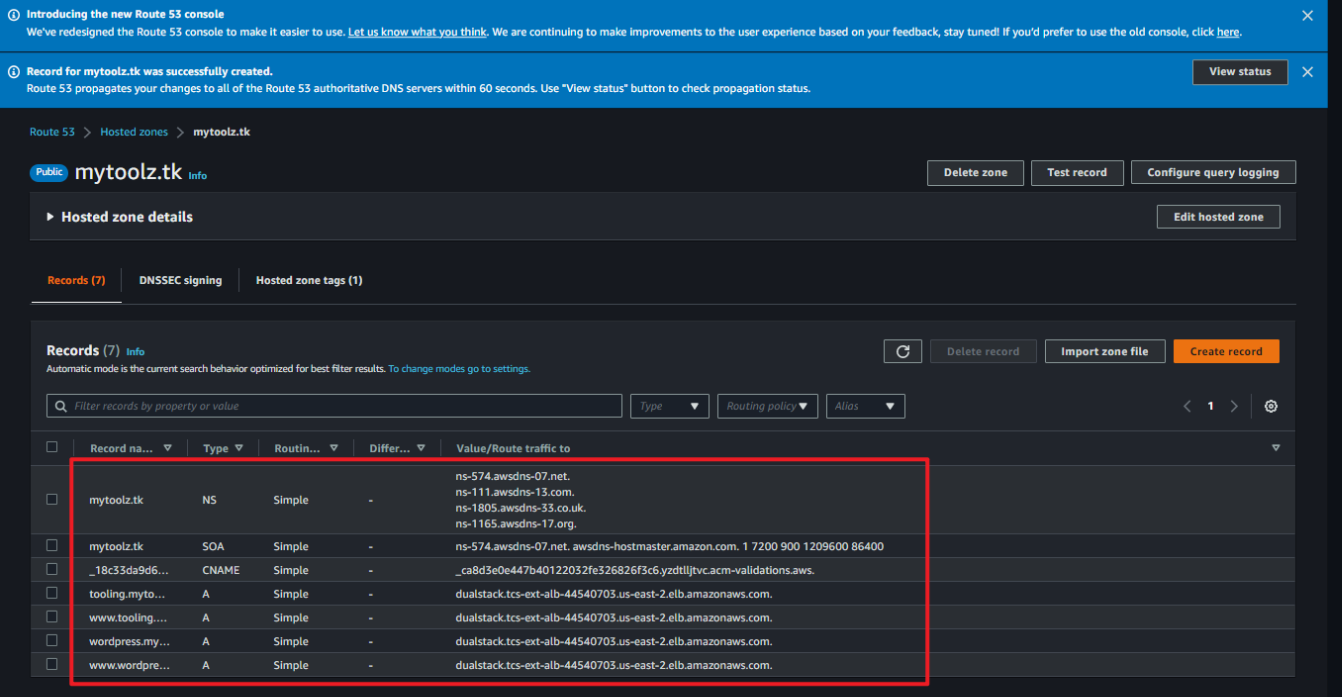 Introducing the new Route 53 console
We've redesigned the Route 53 console to make it easier to use. Let us know what you think. We are continuing to make improvements to the user experience based on your feedback, stay tuned! If you'd prefer to use the old console, click here.
Record for mytoolz.tk was successfully created.
View status
Route 53 propagates your changes to all of the Route 53 authoritative DNS servers within 60 seconds. Use "View status" button to check propagation status.
Route 53 > Hosted zones > mytoolz.tk
Public mytoolz.tk Info Delete zone Test record Configure query logging
Hosted zone details Edit hosted zone
Records (7) DNSSEC signing Hosted zone tags (1)
Records (7) Info Delete record Import zone file Create record
Automatic mode is the current search behavior optimized for best filter results. To change modes go to settings.
Filter records by property or value Type Routing policy Alias 1
Record na... Type Routin... Differ... Value/Route traffic to
mytoolz.tk NS Simple - ns-574.awsdns-07.net.
ns-111.awsdns-13.com.
ns-1805.awsdns-33.co.uk.
ns-1165.awsdns-17.org.
mytoolz.tk SOA Simple - ns-574.awsdns-07.net. awsdns-hostmaster.amazon.com. 1 7200 900 1209600 86400
_18c33da9d6... CNAME Simple - _ca8d3e0e447b40122032fe326826f3c6.yzdtlljtvc.acm-validations.aws.
tooling.myto... A Simple - dualstack.tcs-ext-alb-44540703.us-east-2.elb.amazonaws.com.
www.tooling.... A Simple - dualstack.tcs-ext-alb-44540703.us-east-2.elb.amazonaws.com.
wordpress.my... A Simple - dualstack.tcs-ext-alb-44540703.us-east-2.elb.amazonaws.com.
www.wordpre... A Simple - dualstack.tcs-ext-alb-44540703.us-east-2.elb.amazonaws.com.